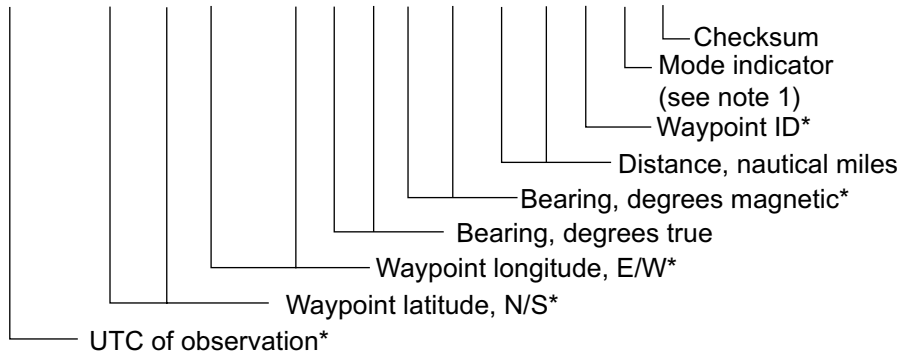 Checksum
Mode indicator
(see note 1)
Waypoint ID*
Distance, nautical miles
Bearing, degrees magnetic*
Bearing, degrees true
Waypoint longitude, E/W*
Waypoint latitude, N/S*
UTC of observation*